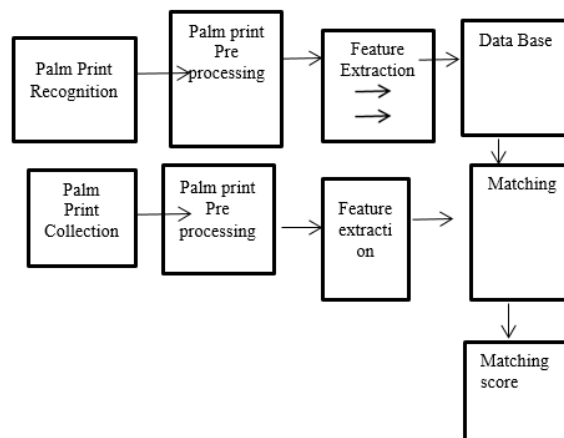 Palm Print
Recognition
Palm print
Pre
processing
Feature
Extraction
Data Base
Palm
Print
Collection
Palm print
Pre
processing
Feature
extracti
on
Matching
Matching
score